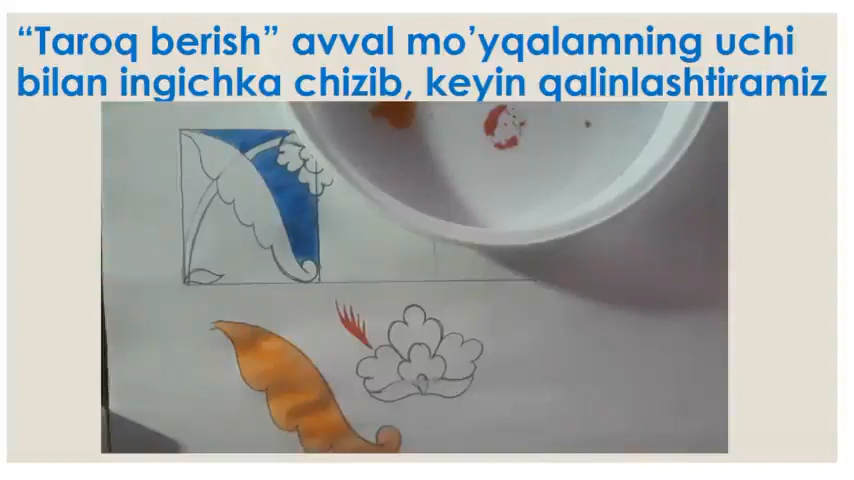 “Taroq berish” avval mo’yqalamning uchi
bilan ingichka chizib, keyin qalinlashtiramiz